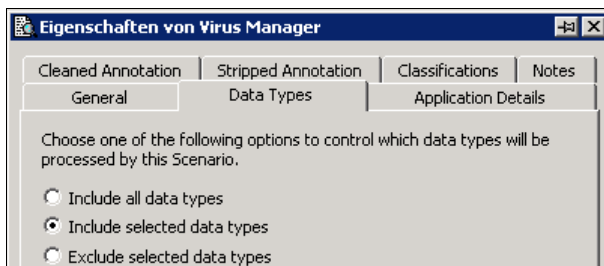 Eigenschaften von Virus Manager
Cleaned Annotation Stripped Annotation Classifications Notes
General Data Types Application Details
Choose one of the following options to control which data types will be
processed by this Scenario.
Include all data types
Include selected data types
Exclude selected data types